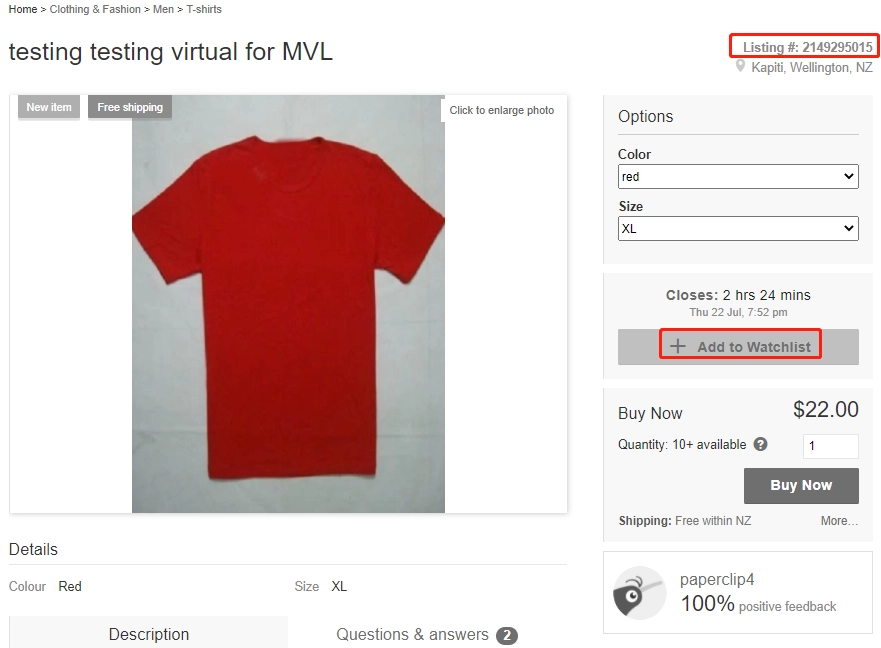 Home > Clothing & Fashion > Men > T-shirts
testing testing virtual for MVL
Listing #: 2149295015
Kapiti, Wellington, NZ
New item
Free shipping
Click to enlarge photo
Options
Color
red
Size
XL
Closes: 2 hrs 24 mins
Thu 22 Jul, 7:52 pm
+ Add to Watchlist
Buy Now $22.00
Quantity: 10+ available ? 1
Buy Now
Shipping: Free within NZ More...
Details
Colour Red Size XL
paperclip4
100% positive feedback
Description
Questions & answers 2